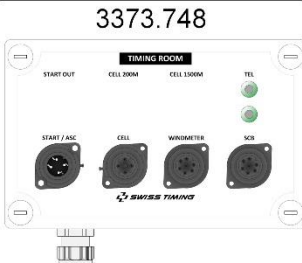 3373.748
TIMING ROOM
START OUT CELL 200M CELL 1500M TEL
START / ASC CELL WINDMETER SCB
SWISS TIMING